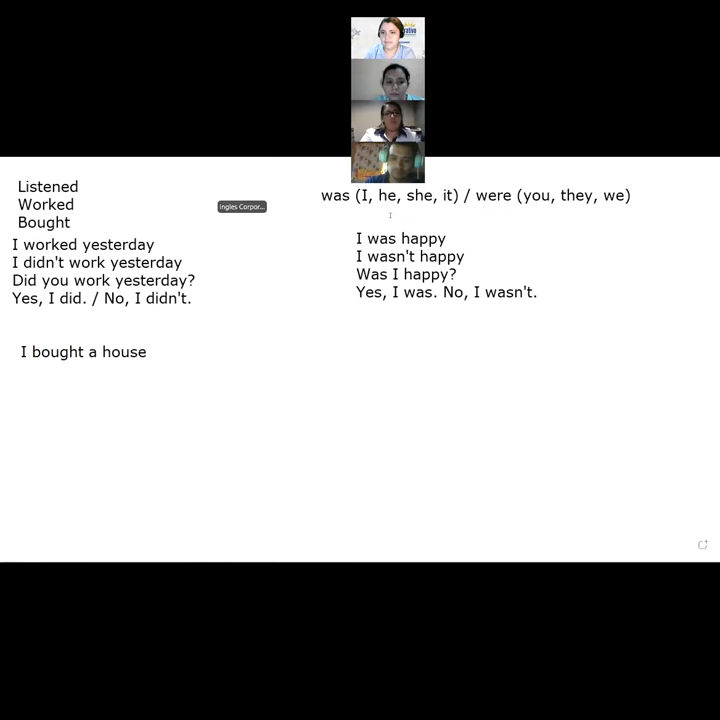 rativo
Listened
Worked
Bought
Ingles Corpor...
I worked yesterday
I didn't work yesterday
Did you work yesterday?
Yes, I did. / No, I didn't.
I bought a house
was (I, he, she, it) / were (you, they, we)
I was happy
I wasn't happy
Was I happy?
Yes, I was. No, I wasn't.